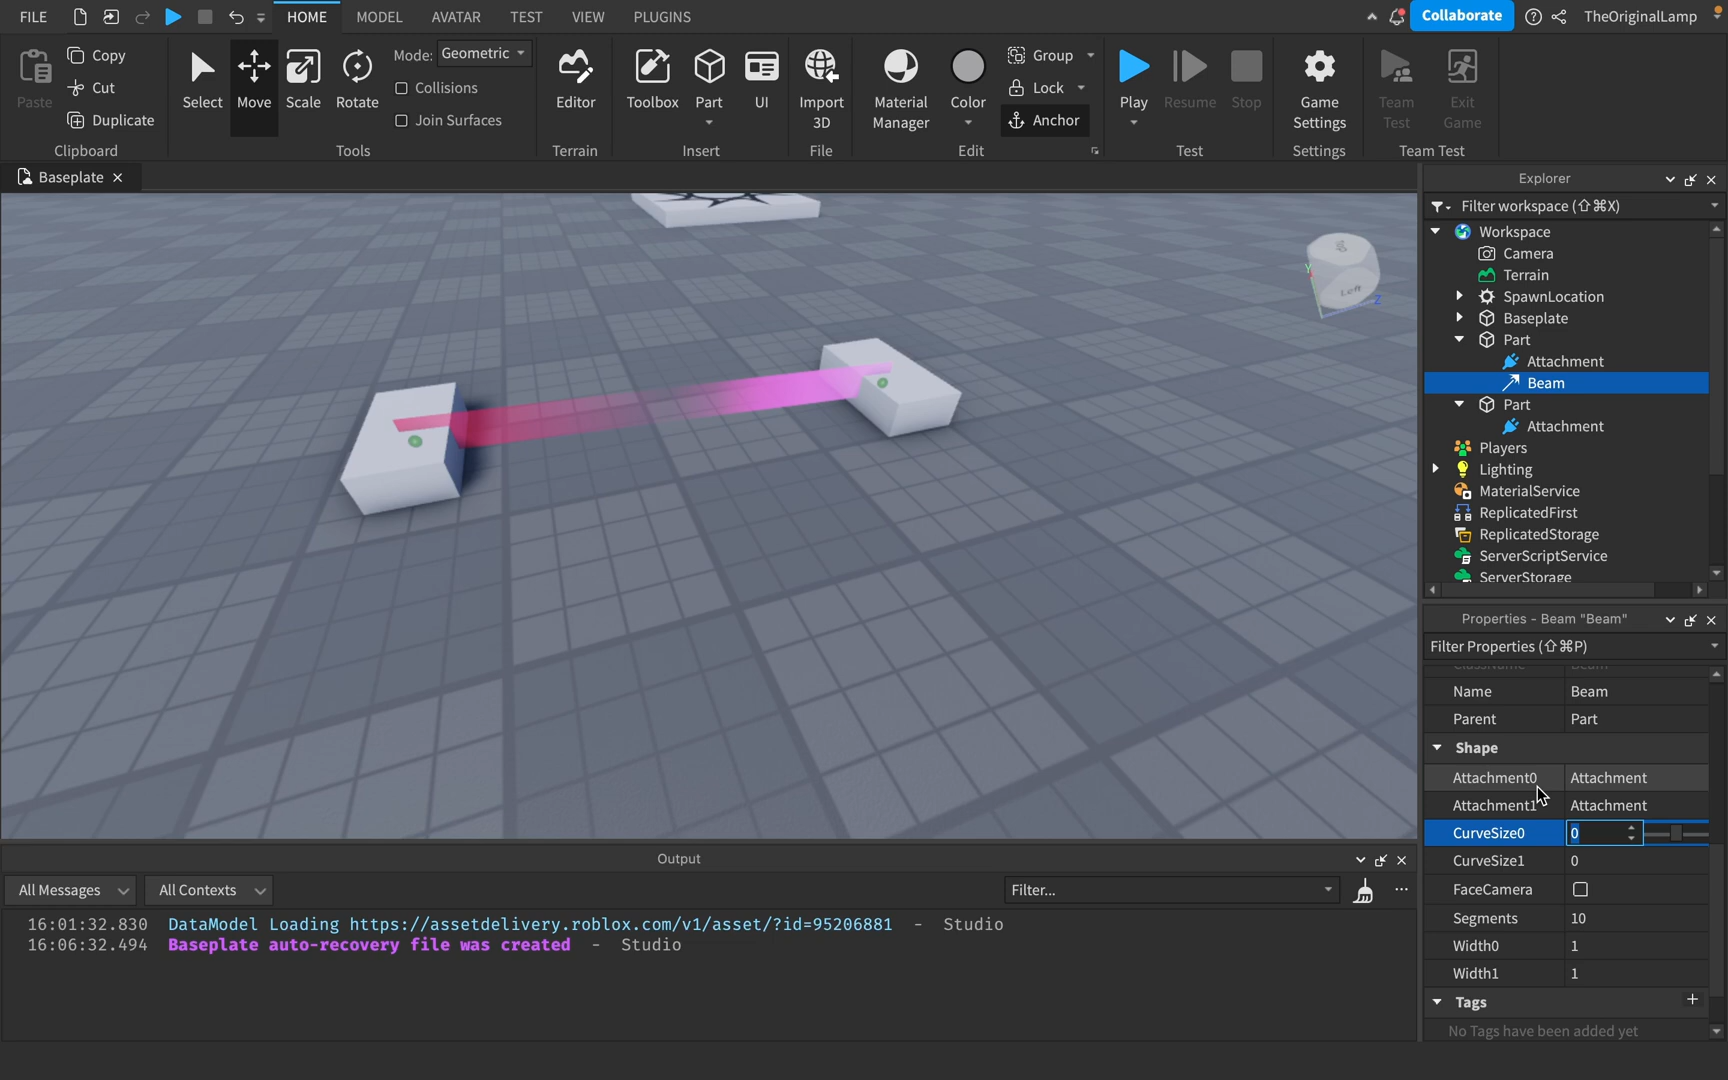 FILE HOME MODEL AVATAR TEST VIEW PLUGINS Collaborate TheOriginalLamp
Paste Copy Cut Duplicate
Clipboard
Select Move Scale Rotate Mode: Geometric
Collisions
Join Surfaces
Tools
Editor
Terrain
Toolbox Part UI
Insert
Import
3D
File
Material
Manager
Color
Group
Lock
Anchor
Edit
Play Resume Stop
Test
Game
Settings
Settings
Team
Test
Exit
Game
Team Test
Baseplate
Left
Y
Z
Explorer
Filter workspace (⇧⌘X)
Workspace
Camera
Terrain
SpawnLocation
Baseplate
Part
Attachment
Beam
Part
Attachment
Players
Lighting
MaterialService
ReplicatedFirst
ReplicatedStorage
ServerScriptService
ServerStorage
Properties - Beam "Beam"
Filter Properties (⇧⌘P)
ClassName Beam
Name Beam
Parent Part
Shape
Attachment0 Attachment
Attachment1 Attachment
CurveSize0 0
CurveSize1 0
FaceCamera
Segments 10
Width0 1
Width1 1
Tags +
No Tags have been added yet
Output
All Messages All Contexts Filter... ...
16:01:32.830 DataModel Loading https://assetdelivery.roblox.com/v1/asset/?id=95206881 - Studio
16:06:32.494 Baseplate auto-recovery file was created - Studio